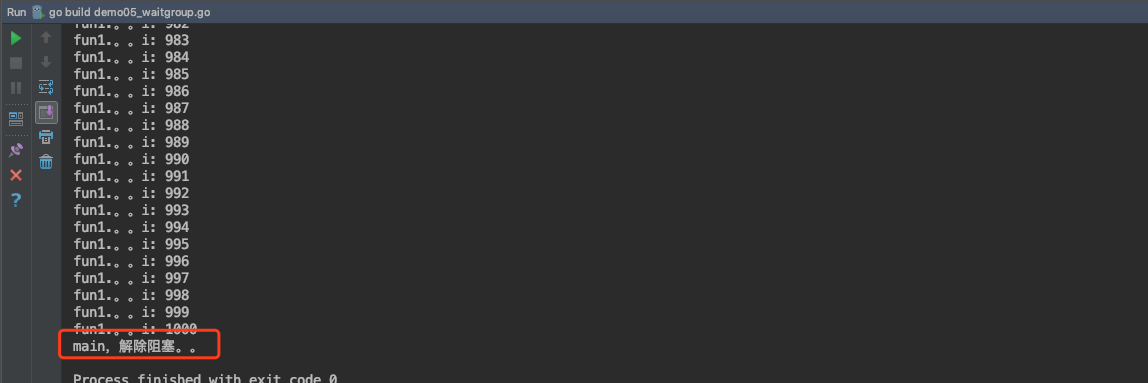 Run go build demo05_waitgroup.go
fun1.。。i: 982
fun1.。。i: 983
fun1.。。i: 984
fun1.。。i: 985
fun1.。。i: 986
fun1.。。i: 987
fun1.。。i: 988
fun1.。。i: 989
fun1.。。i: 990
fun1.。。i: 991
fun1.。。i: 992
fun1.。。i: 993
fun1.。。i: 994
fun1.。。i: 995
fun1.。。i: 996
fun1.。。i: 997
fun1.。。i: 998
fun1.。。i: 999
fun1.。。i: 1000
main，解除阻塞。。
Process finished with exit code 0